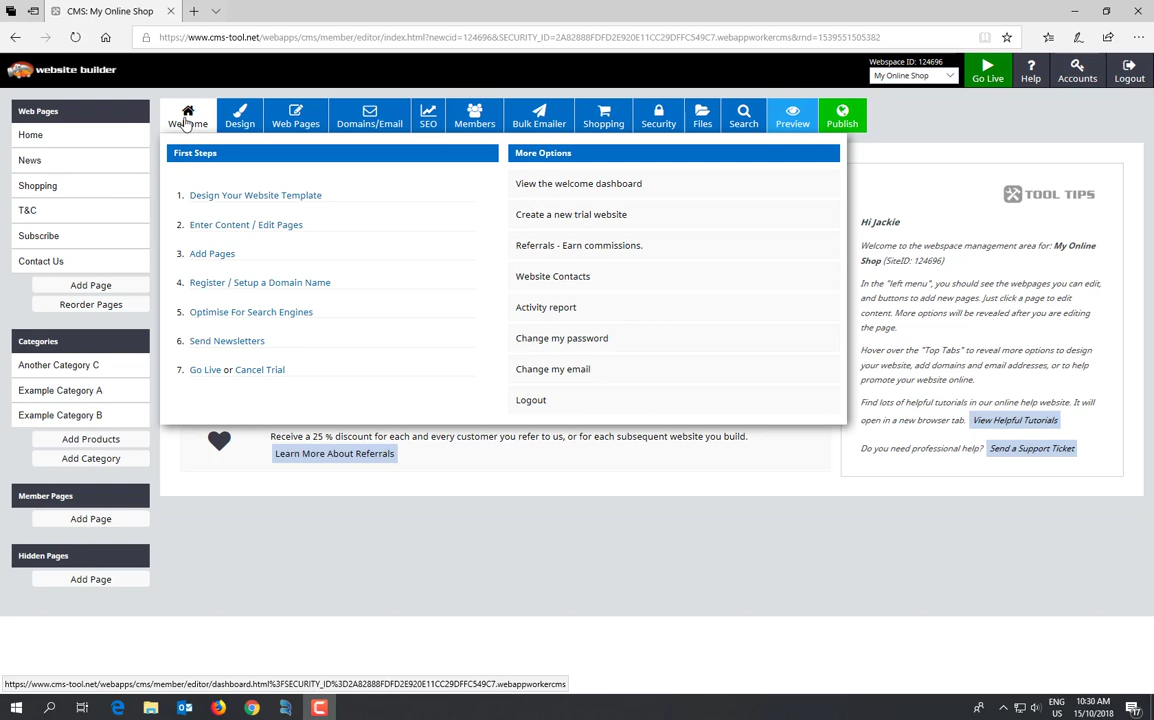 CMS: My Online Shop
https://www.cms-tool.net/webapps/cms/member/editor/index.html?newcid=124696&SECURITY_ID=2A82888FDFD2E920E11CC29DFFC549C7.webappworkercms&rnd=1539551505382
website builder
Webspace ID: 124696
My Online Shop
Go Live
Help
Accounts
Logout
Web Pages
Home
News
Shopping
T&C
Subscribe
Contact Us
Add Page
Reorder Pages
Categories
Another Category C
Example Category A
Example Category B
Add Products
Add Category
Member Pages
Add Page
Hidden Pages
Add Page
Welcome
Design
Web Pages
Domains/Email
SEO
Members
Bulk Emailer
Shopping
Security
Files
Search
Preview
Publish
First Steps
1. Design Your Website Template
2. Enter Content / Edit Pages
3. Add Pages
4. Register / Setup a Domain Name
5. Optimise For Search Engines
6. Send Newsletters
7. Go Live or Cancel Trial
More Options
View the welcome dashboard
Create a new trial website
Referrals - Earn commissions.
Website Contacts
Activity report
Change my password
Change my email
Logout
Receive a 25 % discount for each and every customer you refer to us, or for each subsequent website you build.
Learn More About Referrals
TOOL TIPS
Hi Jackie
Welcome to the webspace management area for: My Online
Shop (SiteID: 124696)
In the "left menu", you should see the webpages you can edit,
and buttons to add new pages. Just click a page to edit
content. More options will be revealed after you are editing
the page.
Hover over the "Top Tabs" to reveal more options to design
your website, add domains and email addresses, or to help
promote your website online.
Find lots of helpful tutorials in our online help website. It will
open in a new browser tab. View Helpful Tutorials
Do you need professional help? Send a Support Ticket
https://www.cms-tool.net/webapps/cms/member/editor/dashboard.html%3FSECURITY_ID%3D2A82888FDFD2E920E11CC29DFFC549C7.webappworkercms
ENG
US
10:30 AM
15/10/2018
17